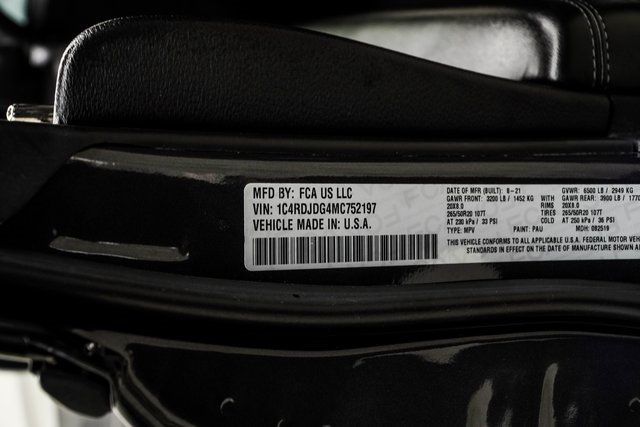 MFD BY: FCA US LLC
VIN: 1C4RDJDG4MC752197
VEHICLE MADE IN: U.S.A.
DATE OF MFR (BUILT): 8-21 GVWR: 6500 LB / 2949 KG
GAWR FRONT: 3200 LB / 1452 KG WITH GAWR REAR: 3900 LB / 1770
20X8.0 RIMS 20X8.0
265/50R20 107T TIRES 265/50R20 107T
AT 230 kPa / 33 PSI COLD AT 250 kPa / 36 PSI
TYPE: MPV PAINT: PAU MDH: 082519
THIS VEHICLE CONFORMS TO ALL APPLICABLE U.S.A. FEDERAL MOTOR VEHICL
STANDARDS IN EFFECT ON THE DATE OF MANUFACTURE SHOWN A